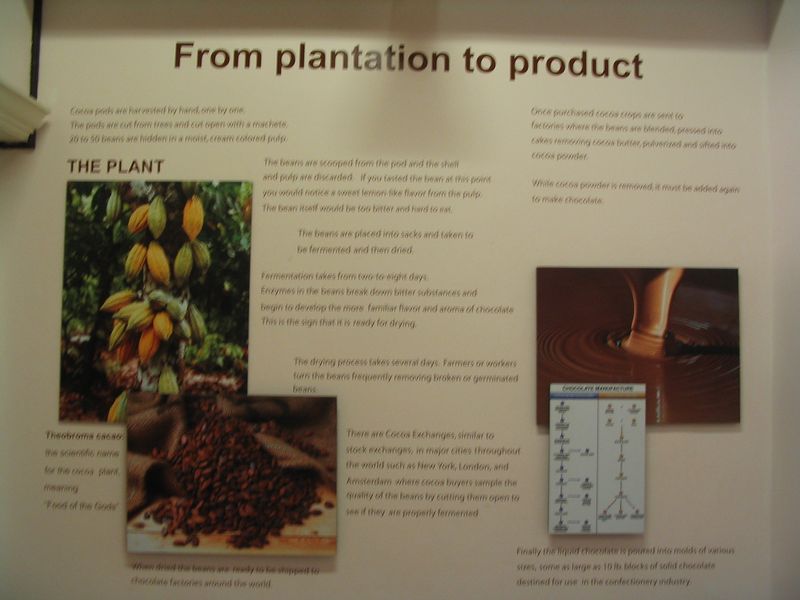 From plantation to product
Cocoa pods are harvested by hand, one by one.
The pods are cut from trees and cut open with a machete.
20 to 50 beans are hidden in a moist, cream colored pulp.
THE PLANT
The beans are scooped from the pod and the shell
and pulp are discarded. If you tasted the bean at this point
you would notice a sweet lemon-like flavor from the pulp.
The bean itself would be too bitter and hard to eat.
The beans are placed into sacks and taken to
be fermented and then dried.
Fermentation takes from two-to-eight days.
Enzymes in the beans break down bitter substances and
begin to develop the more familiar flavor and aroma of chocolate
This is the sign that it is ready for drying.
The drying process takes several days. Farmers or workers
turn the beans frequently removing broken or germinated
beans.
Theobroma cacao:
the scientific name
for the cocoa plant,
meaning
"Food of the Gods"
When dried the beans are ready to be shipped to
chocolate factories around the world.
There are Cocoa Exchanges, similar to
stock exchanges, in major cities throughout
the world such as New York, London, and
Amsterdam where cocoa buyers sample the
quality of the beans by cutting them open to
see if they are properly fermented
Once purchased cocoa crops are sent to
factories where the beans are blended, pressed into
cakes removing cocoa butter, pulverized and sifted into
cocoa powder.
While cocoa powder is removed, it must be added again
to make chocolate.
CHOCOLATE MANUFACTURE
Finally the liquid chocolate is poured into molds of various
sizes, some as large as 10 lb. blocks of solid chocolate
destined for use in the confectionery industry.